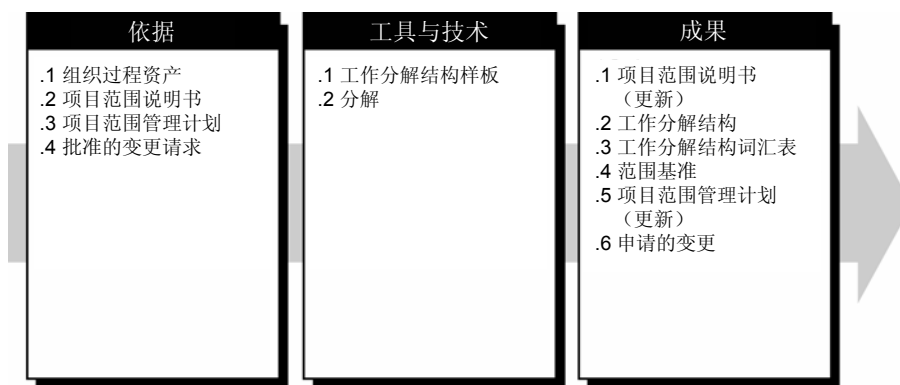 依据
.1 组织过程资产
.2 项目范围说明书
.3 项目范围管理计划
.4 批准的变更请求
工具与技术
.1 工作分解结构样板
.2 分解
成果
.1 项目范围说明书
（更新）
.2 工作分解结构
.3 工作分解结构词汇表
.4 范围基准
.5 项目范围管理计划
（更新）
.6 申请的变更